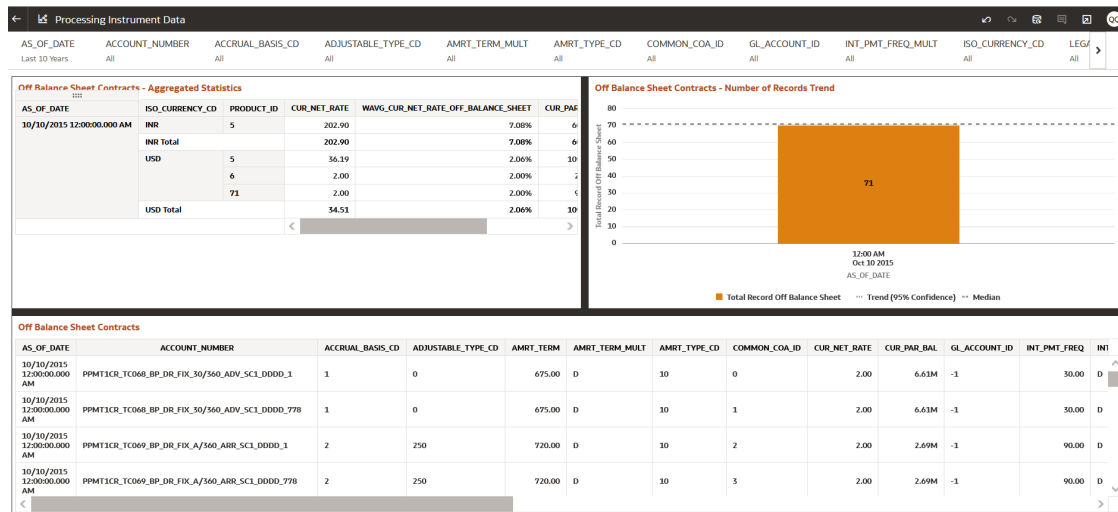 Processing Instrument Data
AS_OF_DATE ACCOUNT_NUMBER ACCRUAL_BASIS_CD ADJUSTABLE_TYPE_CD AMRT_TERM_MULT AMRT_TYPE_CD COMMON_COA_ID GL_ACCOUNT_ID INT_PMT_FREQ_MULT ISO_CURRENCY_CD LEGA
Last 10 Years All All All All All All All All All All
Off Balance Sheet Contracts - Aggregated Statistics
AS_OF_DATE ISO_CURRENCY_CD PRODUCT_ID CUR_NET_RATE WAVG_CUR_NET_RATE_OFF_BALANCE_SHEET CUR_PAR
10/10/2015 12:00:00.000 AM INR 5 202.90 7.08% 6
INR Total 202.90 7.08% 6
USD 5 36.19 2.06% 10
6 2.00 2.00%
71 2.00 2.00%
USD Total 34.51 2.06% 10
Off Balance Sheet Contracts - Number of Records Trend
Total Record Off Balance Sheet
80
70
60
50
40
30
20
10
0
71
12:00 AM
Oct 10 2015
AS_OF_DATE
Total Record Off Balance Sheet Trend (95% Confidence) Median
Off Balance Sheet Contracts
AS_OF_DATE ACCOUNT_NUMBER ACCRUAL_BASIS_CD ADJUSTABLE_TYPE_CD AMRT_TERM AMRT_TERM_MULT AMRT_TYPE_CD COMMON_COA_ID CUR_NET_RATE CUR_PAR_BAL GL_ACCOUNT_ID INT_PMT_FREQ INT
10/10/2015
12:00:00.000 PPMT1CR_TC068_BP_DR_FIX_30/360_ADV_SC1_DDDD_1 1 0 675.00 D 10 0 2.00 6.61M -1 30.00 D
AM
10/10/2015
12:00:00.000 PPMT1CR_TC068_BP_DR_FIX_30/360_ADV_SC1_DDDD_778 1 0 675.00 D 10 1 2.00 6.61M -1 30.00 D
AM
10/10/2015
12:00:00.000 PPMT1CR_TC069_BP_DR_FIX_A/360_ARR_SC1_DDDD_1 2 250 720.00 D 10 2 2.00 2.69M -1 90.00 D
AM
10/10/2015
12:00:00.000 PPMT1CR_TC069_BP_DR_FIX_A/360_ARR_SC1_DDDD_778 2 250 720.00 D 10 3 2.00 2.69M -1 90.00 D
AM